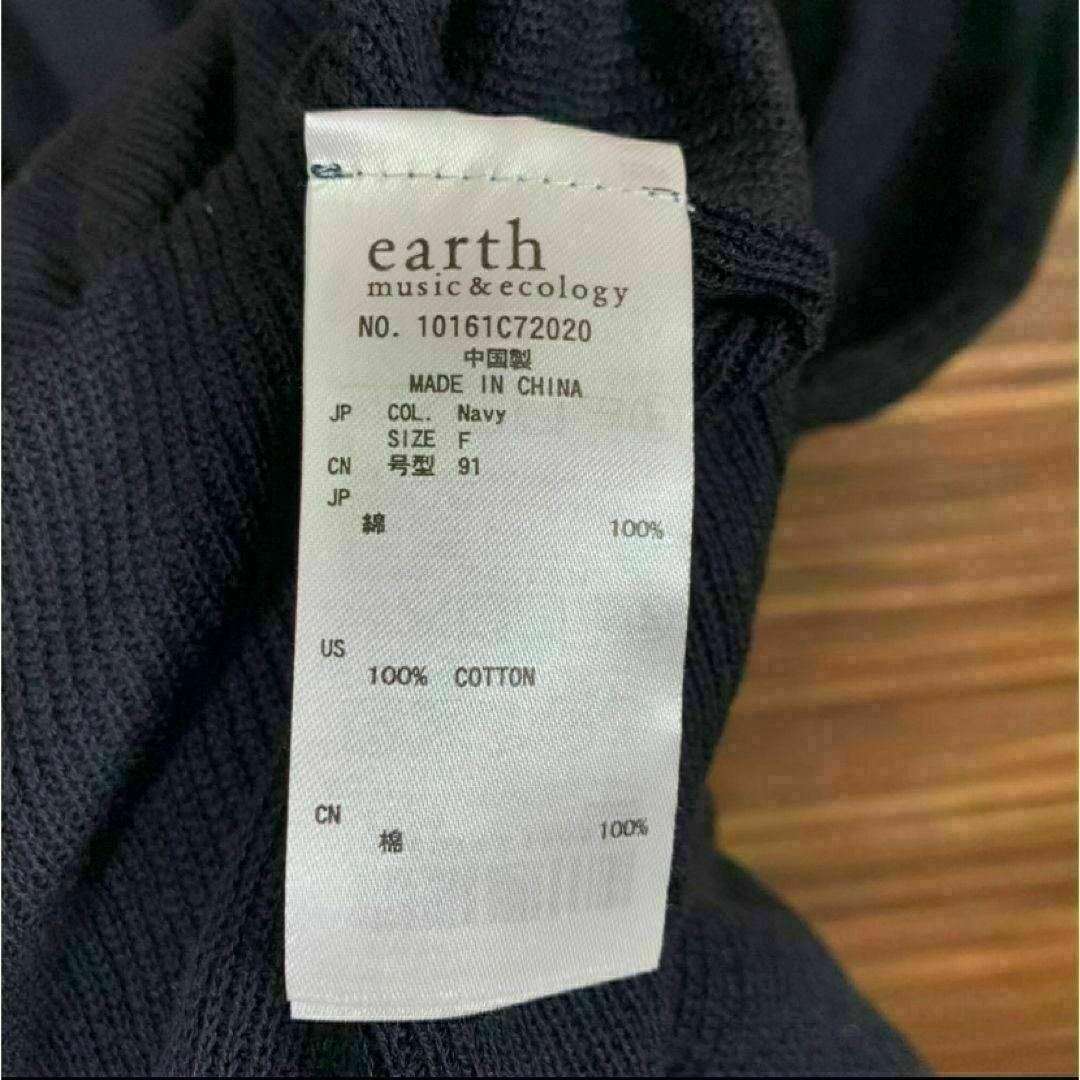 earth
music & ecology
NO. 10161C72020
中国製
MADE IN CHINA
JP COL. Navy
SIZE F
CN 号型 91
JP
綿 100%
US
100% COTTON
CN
棉 100%